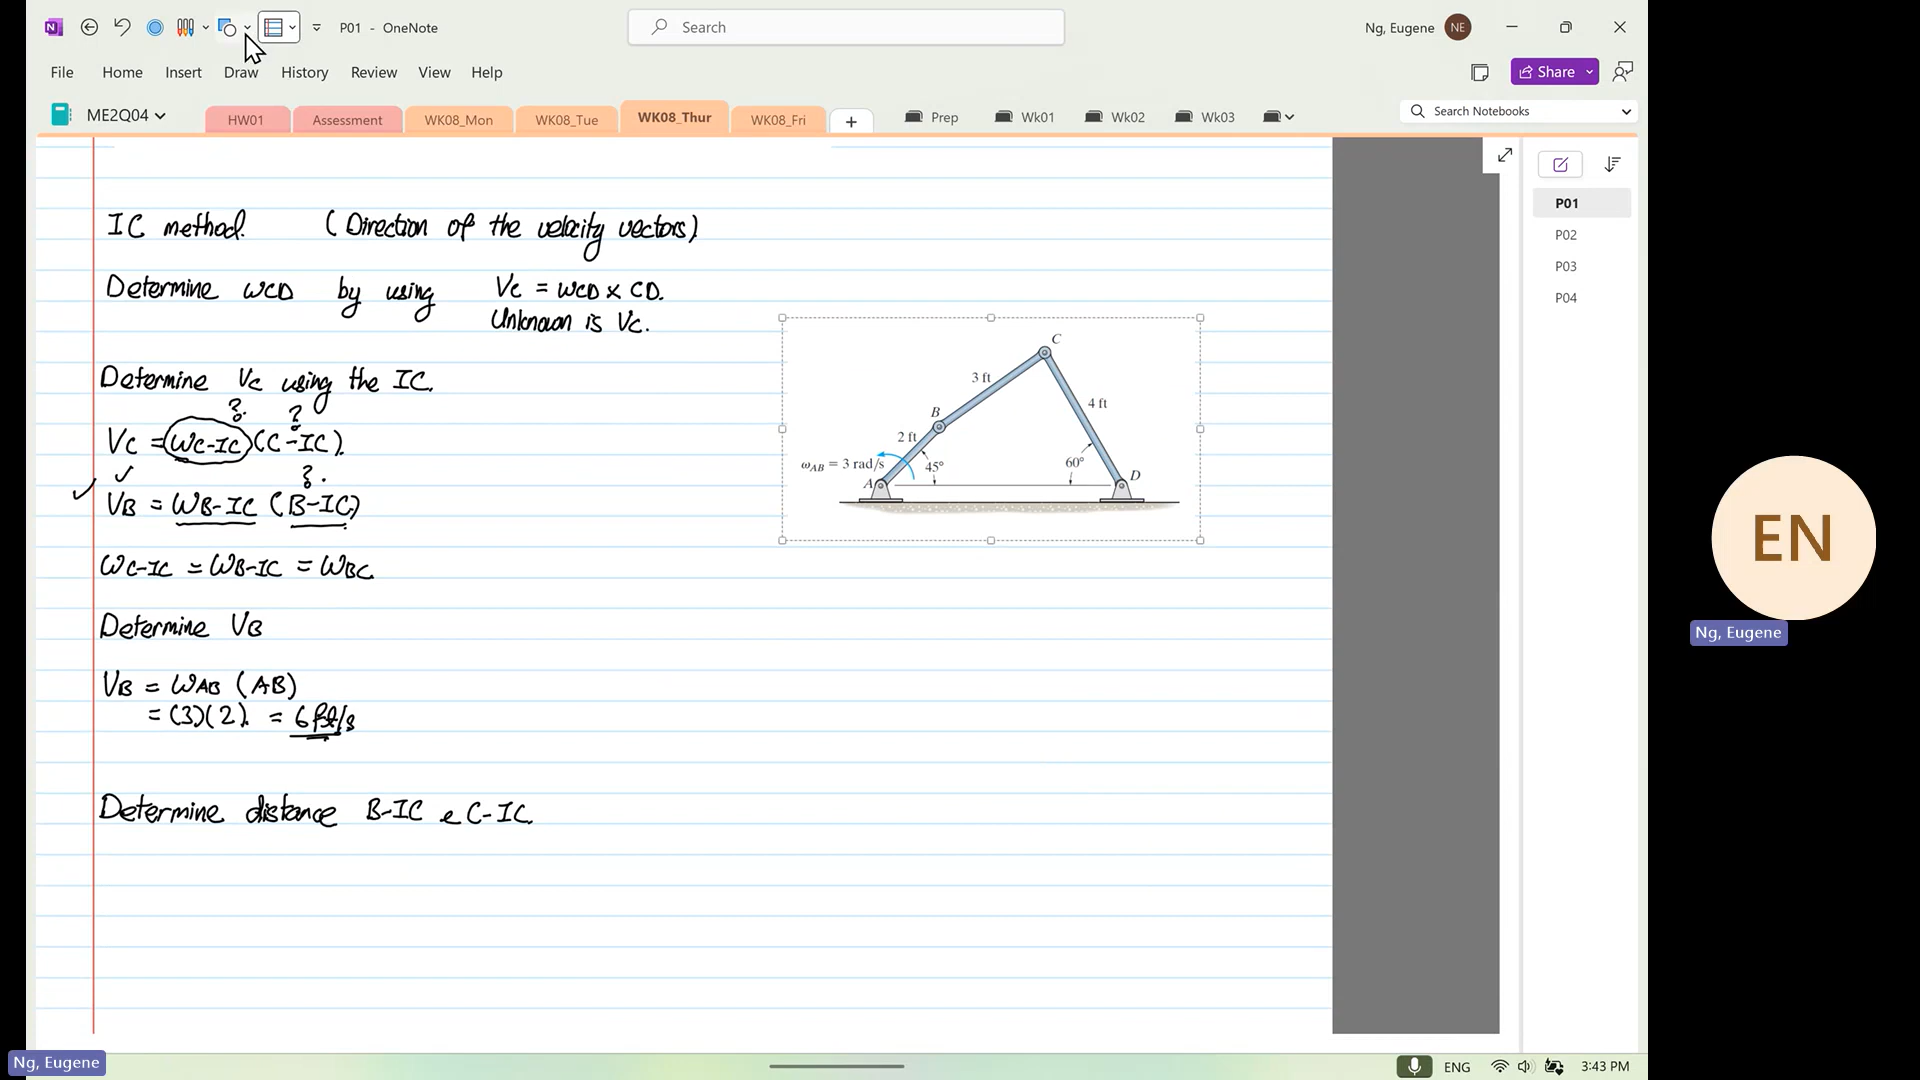 P01 - OneNote
Search
Ng, Eugene
NE
File
Home
Insert
Draw
History
Review
View
Help
Share
ME2Q04
HW01
Assessment
WK08_Mon
WK08_Tue
WK08_Thur
WK08_Fri
Prep
Wk01
Wk02
Wk03
Search Notebooks
P01
P02
P03
P04
IC method. (Direction of the velocity vectors).
Determine ωCD by using VC = ωCD × CD.
Unknown is VC.
Determine VC using the IC.
? ?
VC = ωC-IC (C-IC).
✓ ?
✓ VB = ωB-IC (B-IC)
ωC-IC = ωB-IC = ωBC.
Determine VB
VB = ωAB (AB)
= (3)(2). = 6ft/s
Determine distance B-IC & C-IC.
C
3 ft
4 ft
B
2 ft
ωAB = 3 rad/s
45°
60°
A
D
EN
Ng, Eugene
Ng, Eugene
ENG
3:43 PM